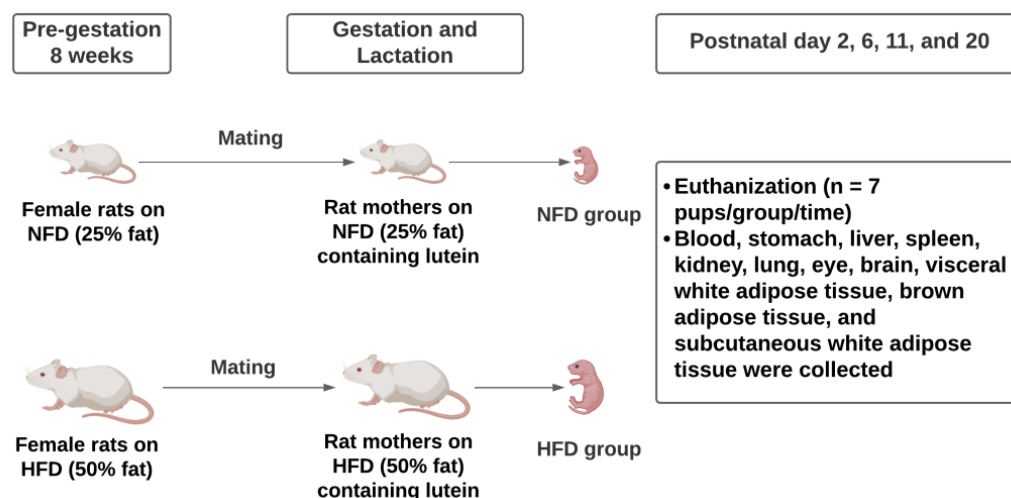 Pre-gestation
8 weeks
Gestation and
Lactation
Postnatal day 2, 6, 11, and 20
Mating
Female rats on
NFD (25% fat)
Rat mothers on
NFD (25% fat)
containing lutein
NFD group
Mating
Female rats on
HFD (50% fat)
Rat mothers on
HFD (50% fat)
containing lutein
HFD group
• Euthanization (n = 7
pups/group/time)
• Blood, stomach, liver, spleen,
kidney, lung, eye, brain, visceral
white adipose tissue, brown
adipose tissue, and
subcutaneous white adipose
tissue were collected